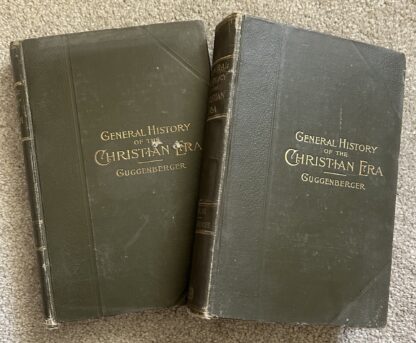 GENERAL HISTORY
OF THE
CHRISTIAN ERA
GUGGENBERGER
GENERAL HISTORY
OF THE
CHRISTIAN ERA
GUGGENBERGER